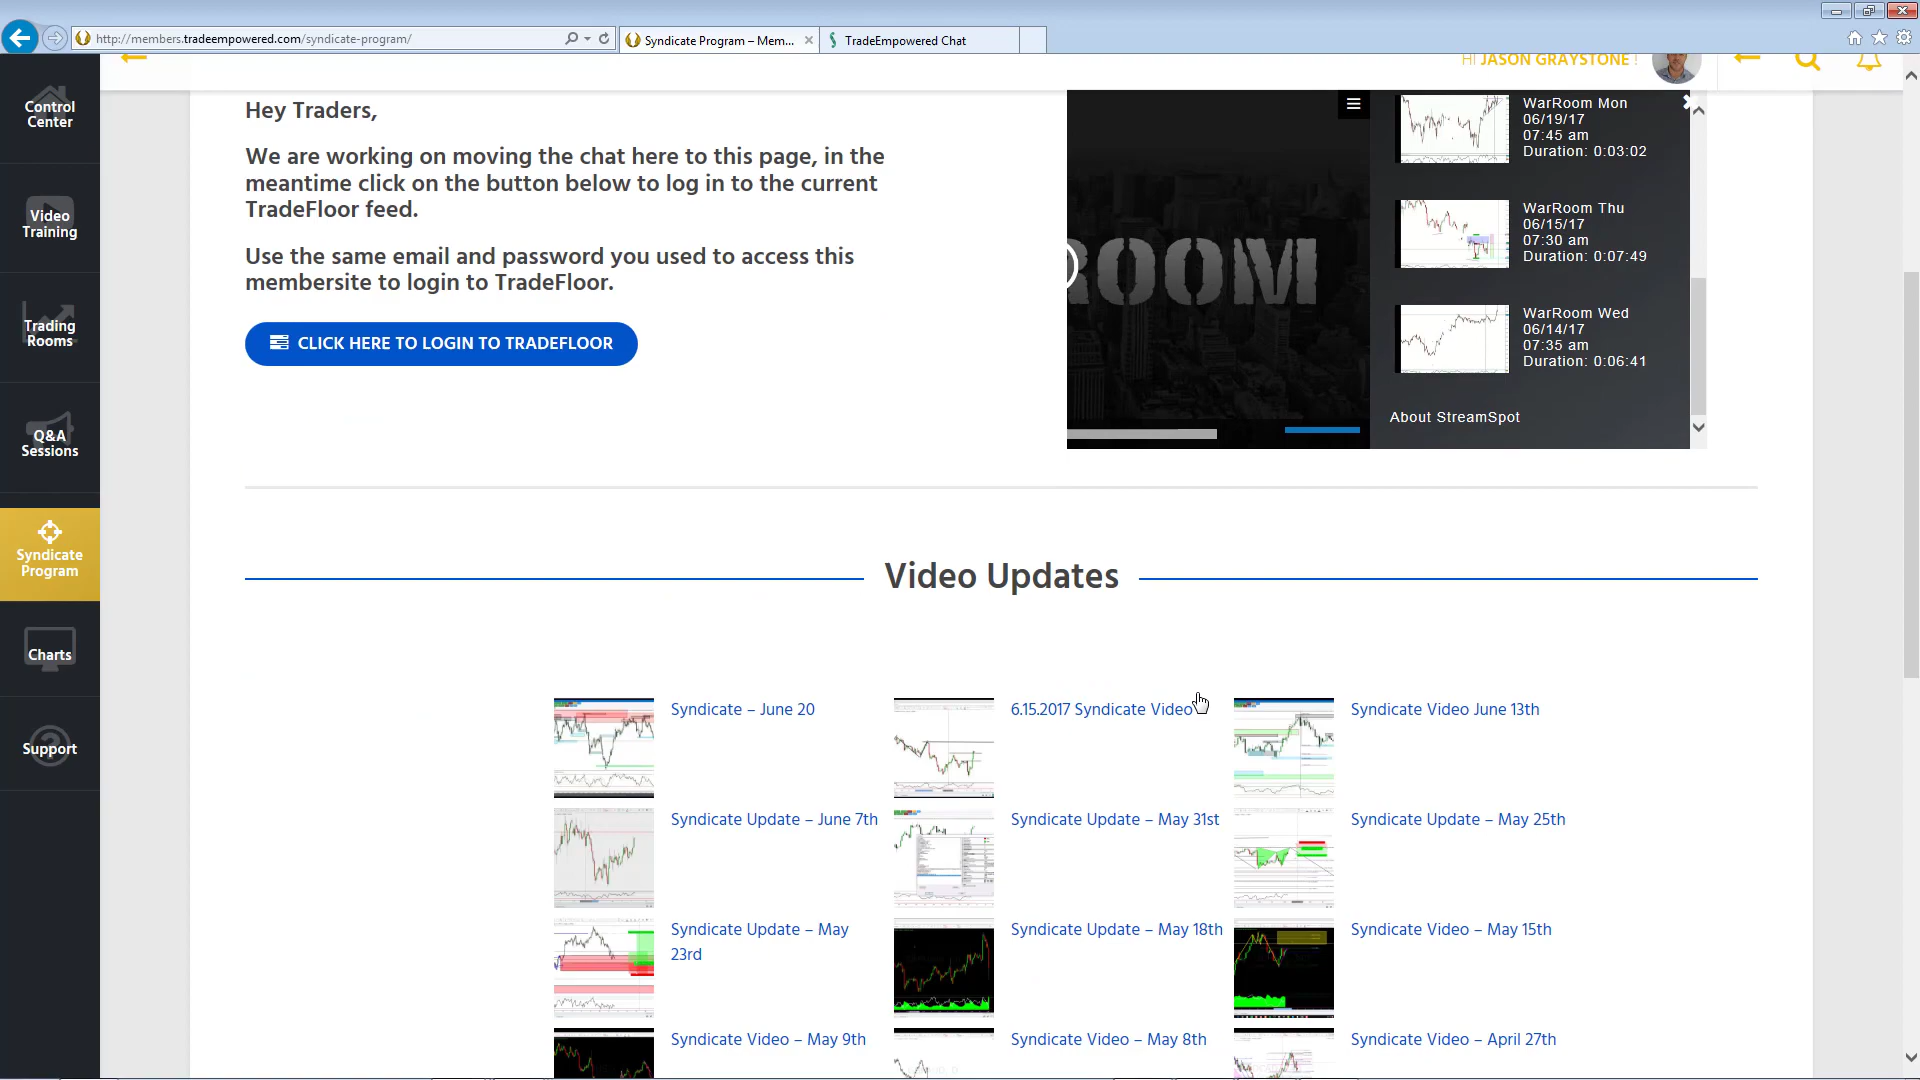 http://members.tradeempowered.com/syndicate-program/
Syndicate Program – Mem...
TradeEmpowered Chat
HI JASON GRAYSTONE !
Control
Center
Video
Training
Trading
Rooms
Q&A
Sessions
Syndicate
Program
Charts
Support
Hey Traders,
We are working on moving the chat here to this page, in the
meantime click on the button below to log in to the current
TradeFloor feed.
Use the same email and password you used to access this
membersite to login to TradeFloor.
CLICK HERE TO LOGIN TO TRADEFLOOR
ROOM
WarRoom Mon
06/19/17
07:45 am
Duration: 0:03:02
WarRoom Thu
06/15/17
07:30 am
Duration: 0:07:49
WarRoom Wed
06/14/17
07:35 am
Duration: 0:06:41
About StreamSpot
Video Updates
Syndicate – June 20
6.15.2017 Syndicate Video
Syndicate Video June 13th
Syndicate Update – June 7th
Syndicate Update – May 31st
Syndicate Update – May 25th
Syndicate Update – May
23rd
Syndicate Update – May 18th
Syndicate Video – May 15th
Syndicate Video – May 9th
Syndicate Video – May 8th
Syndicate Video – April 27th